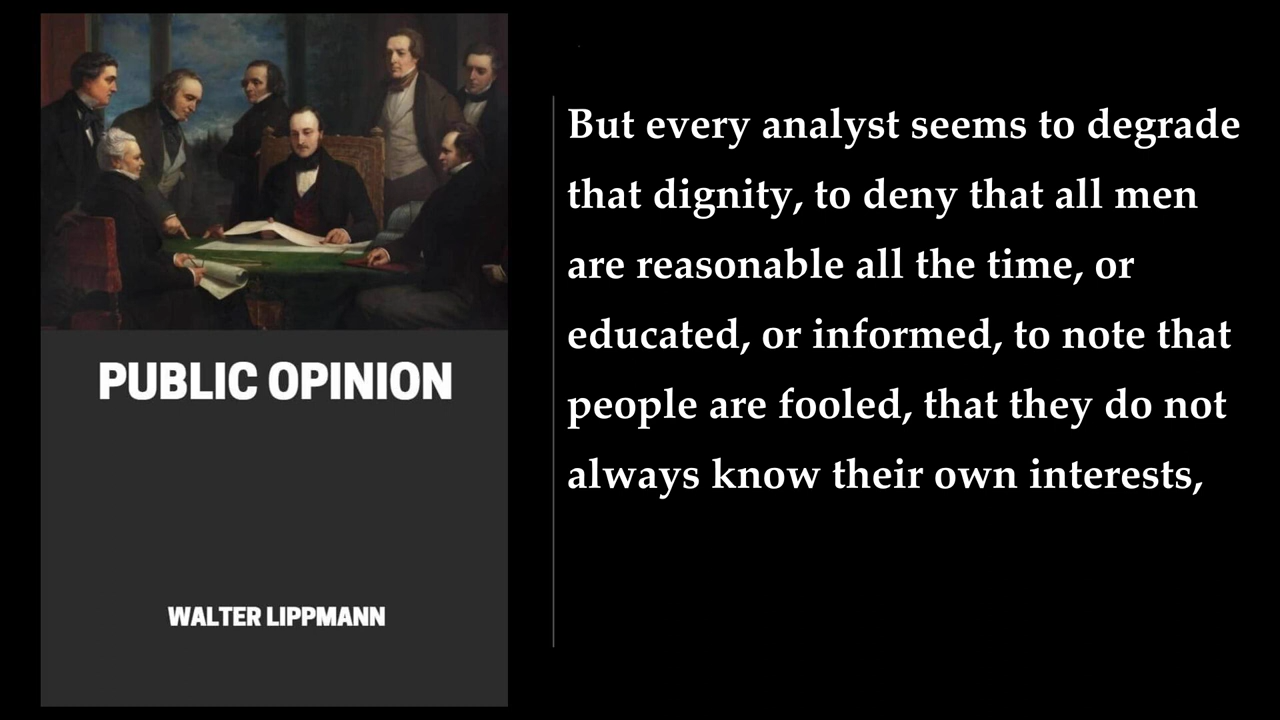 PUBLIC OPINION
WALTER LIPPMANN
But every analyst seems to degrade
that dignity, to deny that all men
are reasonable all the time, or
educated, or informed, to note that
people are fooled, that they do not
always know their own interests,